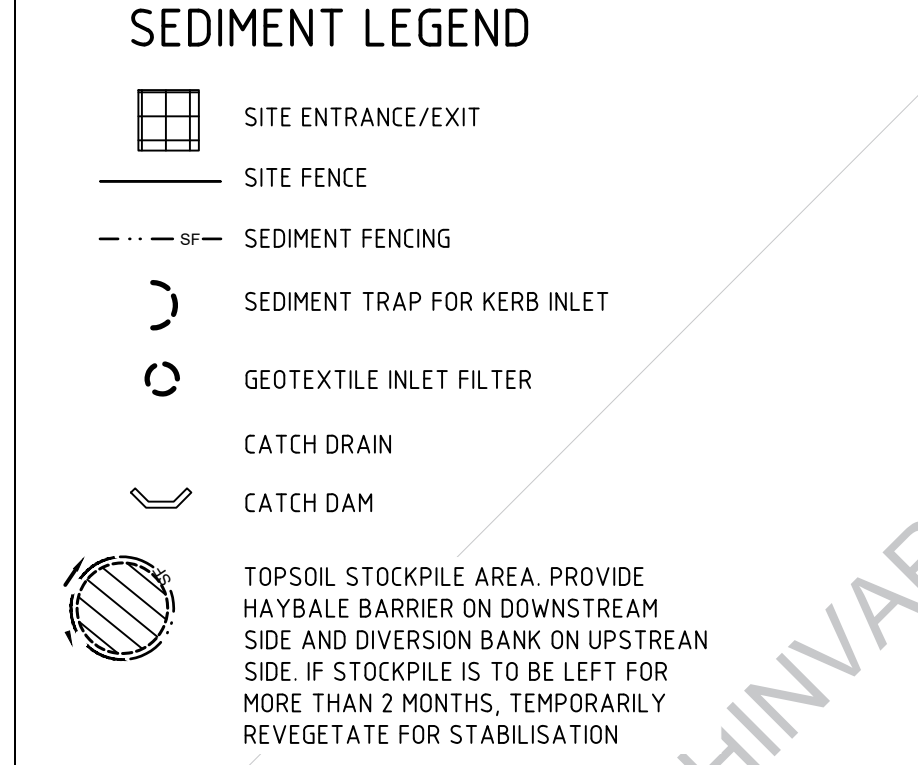 SEDIMENT LEGEND
SITE ENTRANCE/EXIT
SITE FENCE
SF
SEDIMENT FENCING
SEDIMENT TRAP FOR KERB INLET
GEOTEXTILE INLET FILTER
CATCH DRAIN
CATCH DAM
SF
TOPSOIL STOCKPILE AREA. PROVIDE
HAYBALE BARRIER ON DOWNSTREAM
SIDE AND DIVERSION BANK ON UPSTREAN
SIDE. IF STOCKPILE IS TO BE LEFT FOR
MORE THAN 2 MONTHS, TEMPORARILY
REVEGETATE FOR STABILISATION